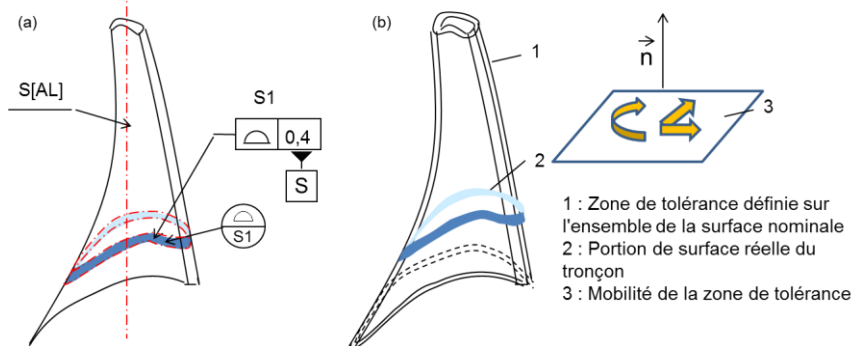 (a)
S[AL]
S1
0,4
S
S1
(b)
1
2
n
3
1 : Zone de tolérance définie sur
l'ensemble de la surface nominale
2 : Portion de surface réelle du
tronçon
3 : Mobilité de la zone de tolérance